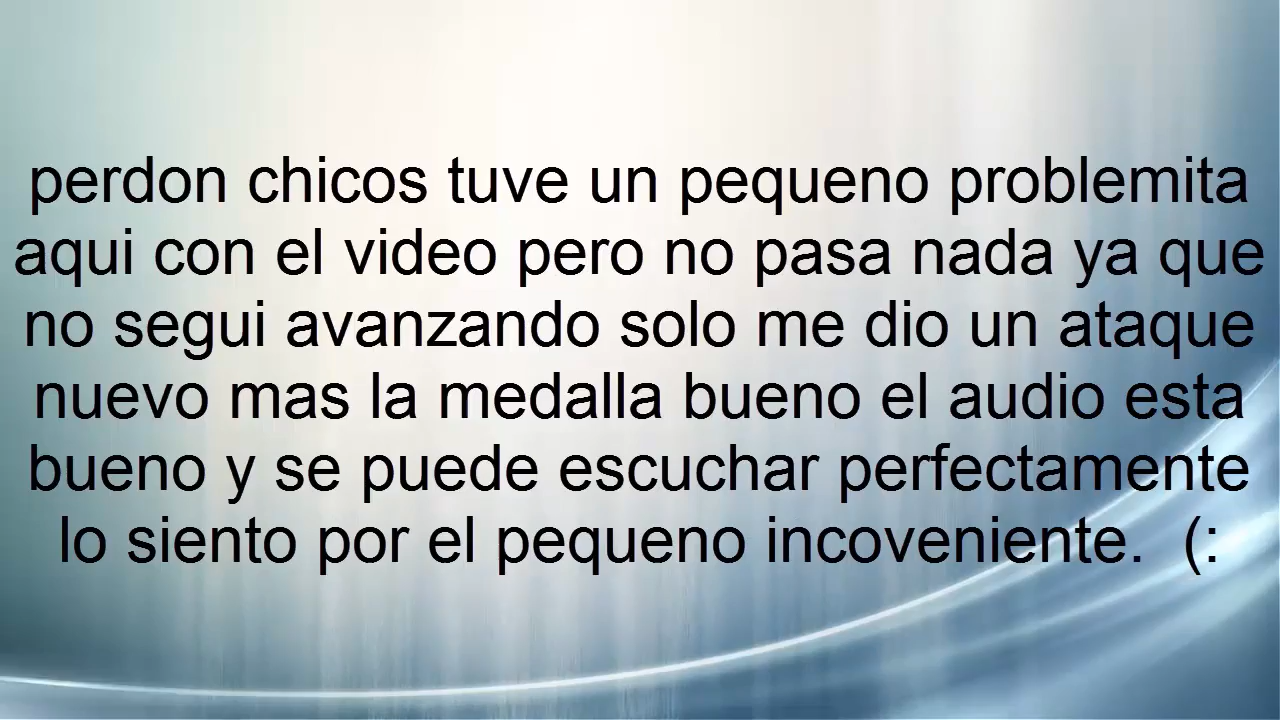 perdon chicos tuve un pequeno problemita
aqui con el video pero no pasa nada ya que
no segui avanzando solo me dio un ataque
nuevo mas la medalla bueno el audio esta
bueno y se puede escuchar perfectamente
lo siento por el pequeno incoveniente.  (: